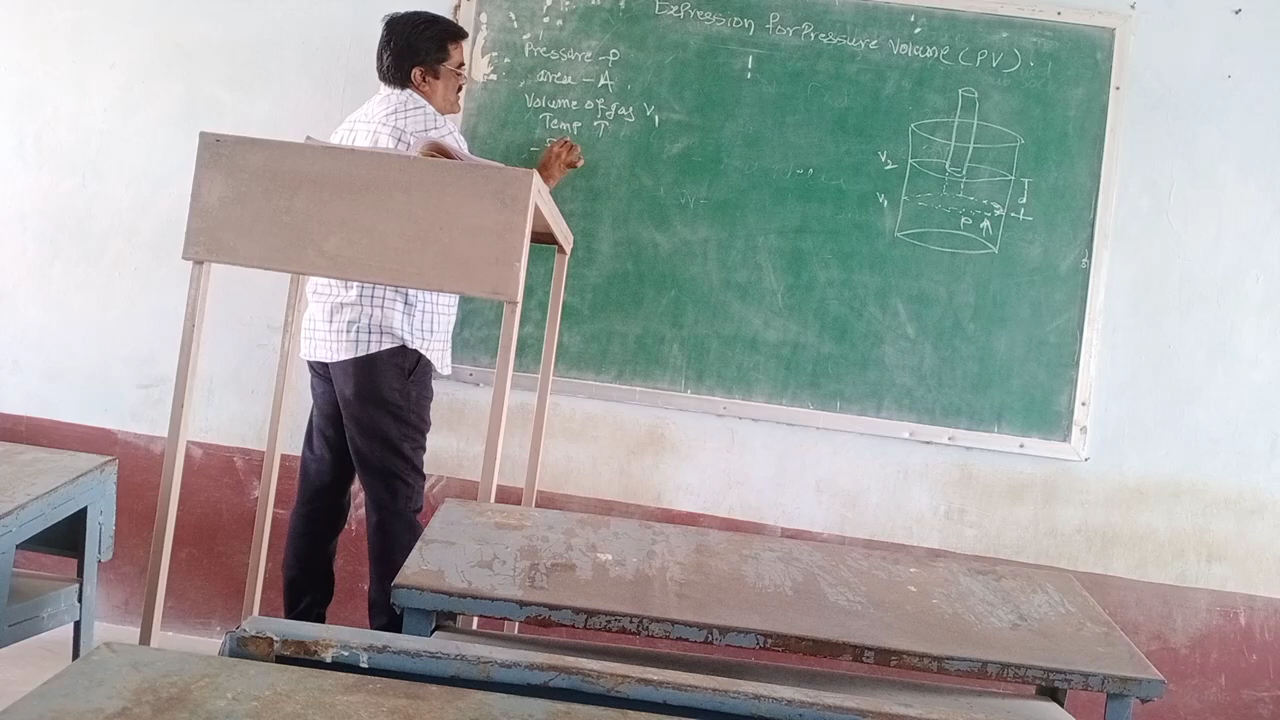 Expression for Pressure Volume (PV).
Pressure - P
area - A
Volume of gas V1
Temp T
V2
V1
d
P A
W -